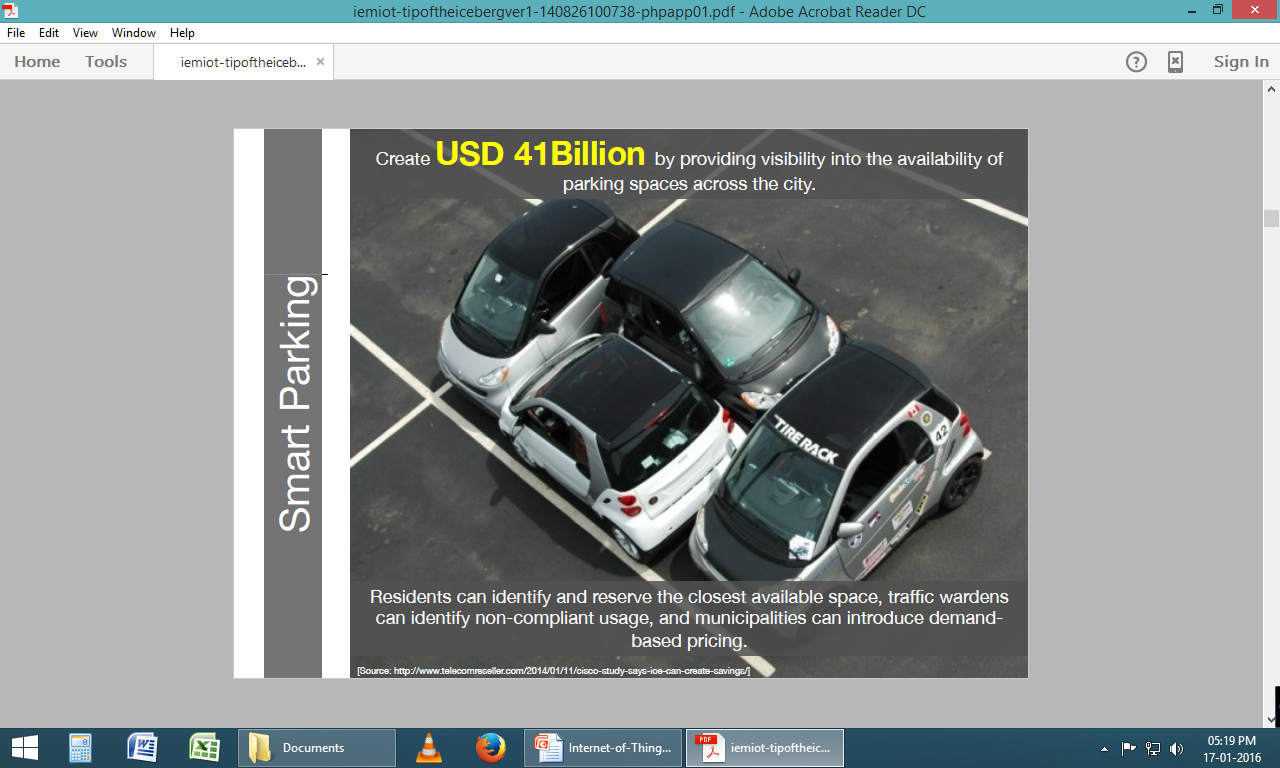 iemiot-tipoftheicebergver1-140826100738-phpapp01.pdf - Adobe Acrobat Reader DC
File Edit View Window Help
Home Tools iemiot-tipoftheiceb... × Sign In
Create USD 41Billion by providing visibility into the availability of
parking spaces across the city.
Smart Parking
TIRE RACK
42
Residents can identify and reserve the closest available space, traffic wardens
can identify non-compliant usage, and municipalities can introduce demand-
based pricing.
[Source: http://www.telecomreseller.com/2014/01/11/cisco-study-says-ioe-can-create-savings/]
Documents Internet-of-Thing... PDF iemiot-tipoftheic... 05:19 PM
17-01-2016